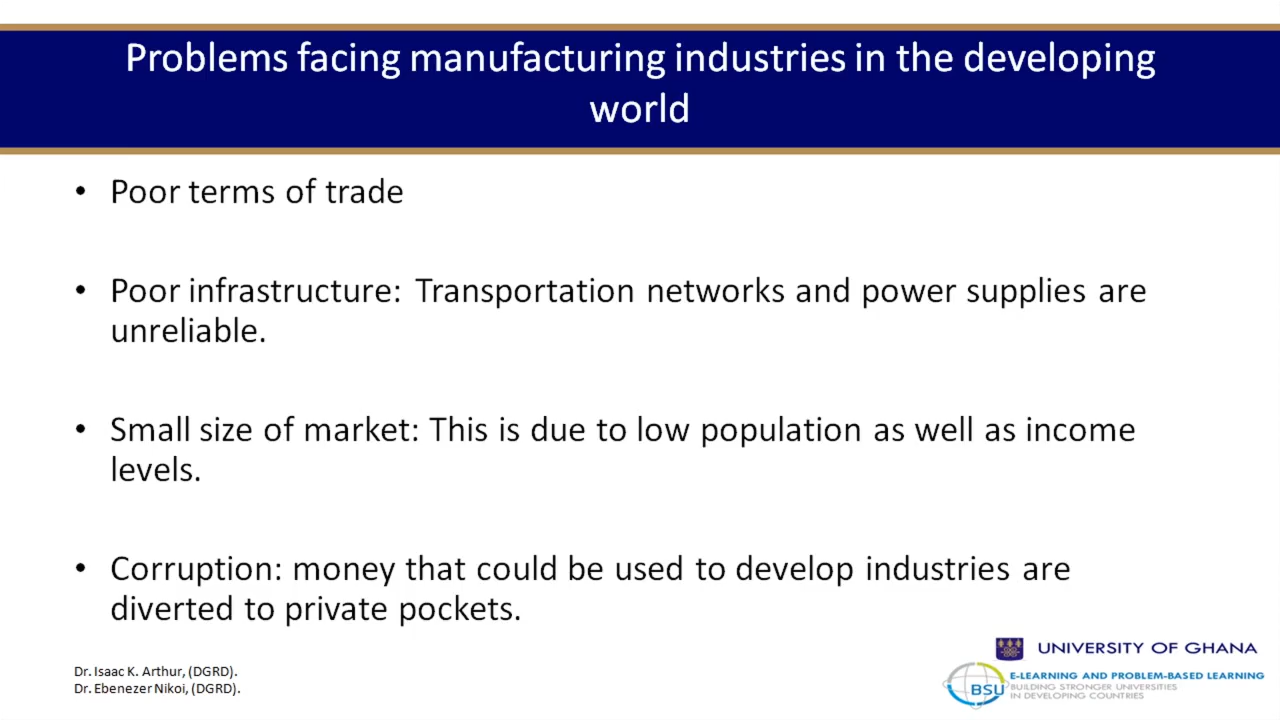 Problems facing manufacturing industries in the developing
world
• Poor terms of trade
• Poor infrastructure: Transportation networks and power supplies are
unreliable.
• Small size of market: This is due to low population as well as income
levels.
• Corruption: money that could be used to develop industries are
diverted to private pockets.
Dr. Isaac K. Arthur, (DGRD).
Dr. Ebenezer Nikoi, (DGRD).
UNIVERSITY OF GHANA
BSU
E-LEARNING AND PROBLEM-BASED LEARNING
BUILDING STRONGER UNIVERSITIES
IN DEVELOPING COUNTRIES